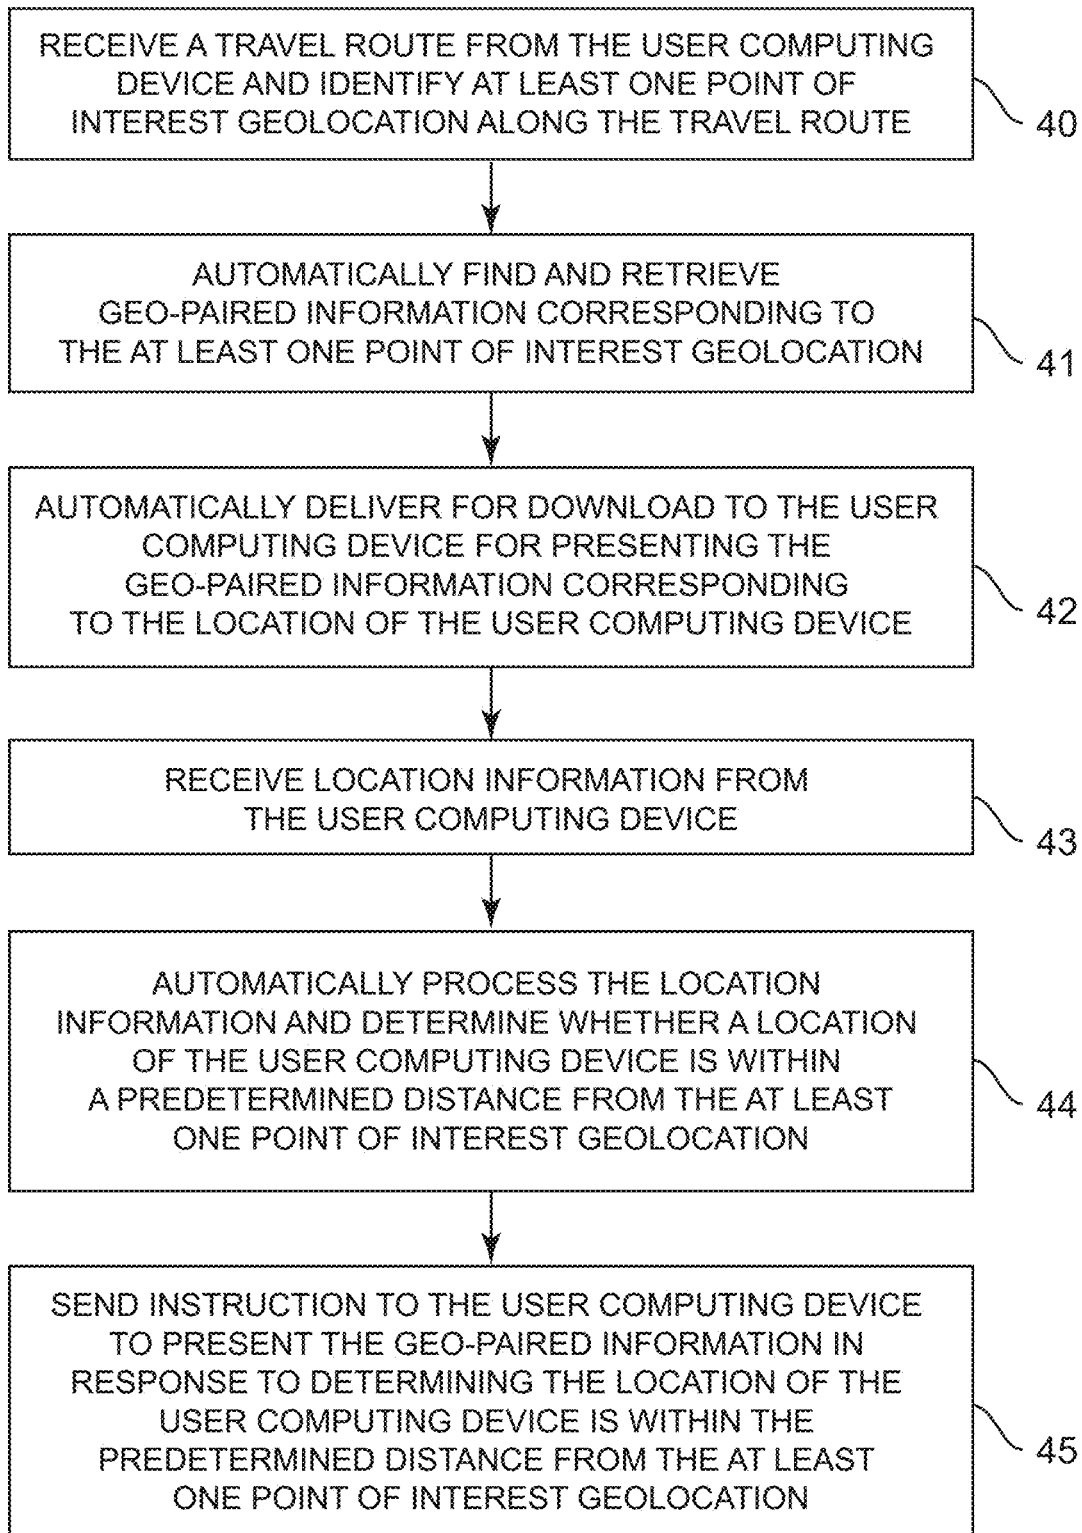 RECEIVE A TRAVEL ROUTE FROM THE USER COMPUTING
DEVICE AND IDENTIFY AT LEAST ONE POINT OF
INTEREST GEOLOCATION ALONG THE TRAVEL ROUTE
40
AUTOMATICALLY FIND AND RETRIEVE
GEO-PAIRED INFORMATION CORRESPONDING TO
THE AT LEAST ONE POINT OF INTEREST GEOLOCATION
41
AUTOMATICALLY DELIVER FOR DOWNLOAD TO THE USER
COMPUTING DEVICE FOR PRESENTING THE
GEO-PAIRED INFORMATION CORRESPONDING
TO THE LOCATION OF THE USER COMPUTING DEVICE
42
RECEIVE LOCATION INFORMATION FROM
THE USER COMPUTING DEVICE
43
AUTOMATICALLY PROCESS THE LOCATION
INFORMATION AND DETERMINE WHETHER A LOCATION
OF THE USER COMPUTING DEVICE IS WITHIN
A PREDETERMINED DISTANCE FROM THE AT LEAST
ONE POINT OF INTEREST GEOLOCATION
44
SEND INSTRUCTION TO THE USER COMPUTING DEVICE
TO PRESENT THE GEO-PAIRED INFORMATION IN
RESPONSE TO DETERMINING THE LOCATION OF THE
USER COMPUTING DEVICE IS WITHIN THE
PREDETERMINED DISTANCE FROM THE AT LEAST
ONE POINT OF INTEREST GEOLOCATION
45